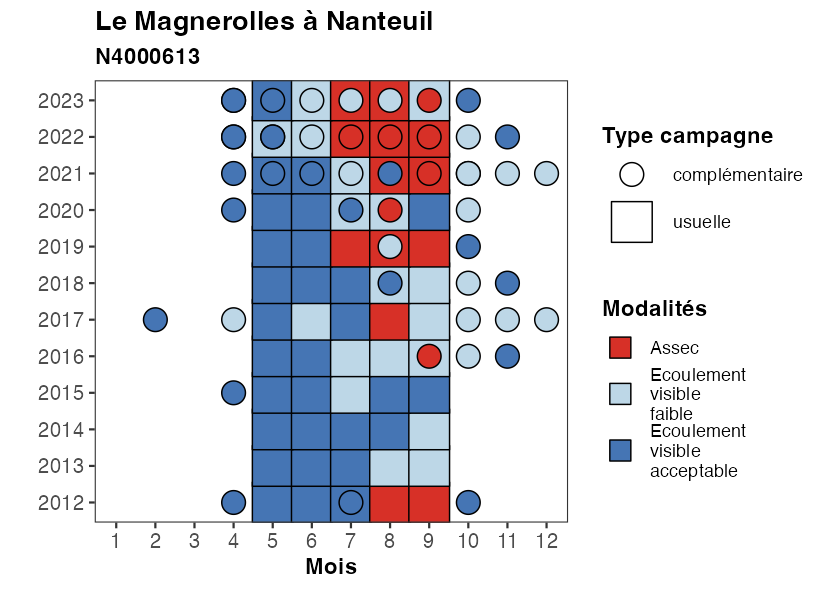 Le Magnerolles à Nanteuil
N4000613
2023
2022
2021
2020
2019
2018
2017
2016
2015
2014
2013
2012
1 2 3 4 5 6 7 8 9 10 11 12
Mois
Type campagne
complémentaire
usuelle
Modalités
Assec
Ecoulement
visible
faible
Ecoulement
visible
acceptable